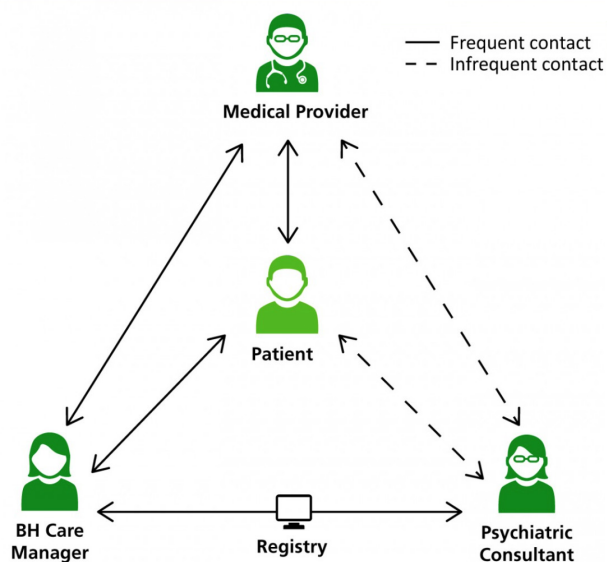 Frequent contact
Infrequent contact
Medical Provider
Patient
BH Care
Manager
Registry
Psychiatric
Consultant